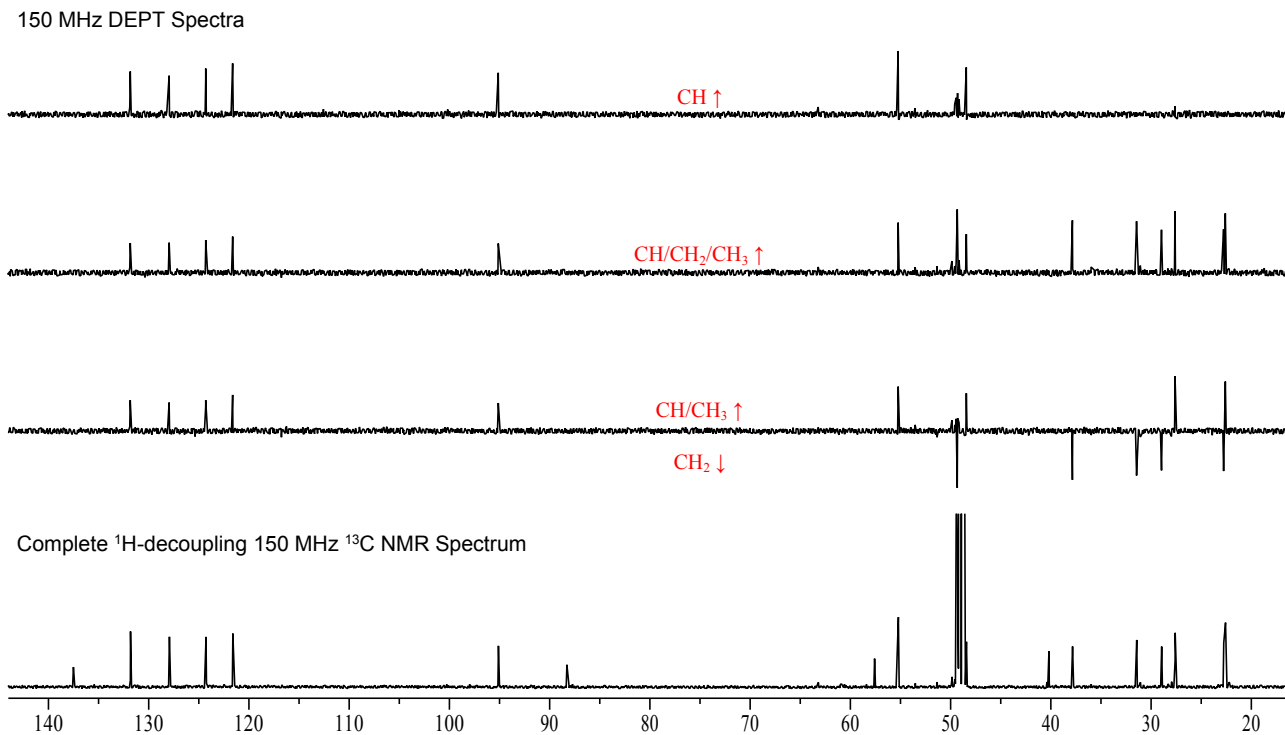 150 MHz DEPT Spectra
CH ↑
CH/CH₂/CH₃ ↑
CH/CH₃ ↑
CH₂ ↓
Complete ¹H-decoupling 150 MHz ¹³C NMR Spectrum
140 130 120 110 100 90 80 70 60 50 40 30 20